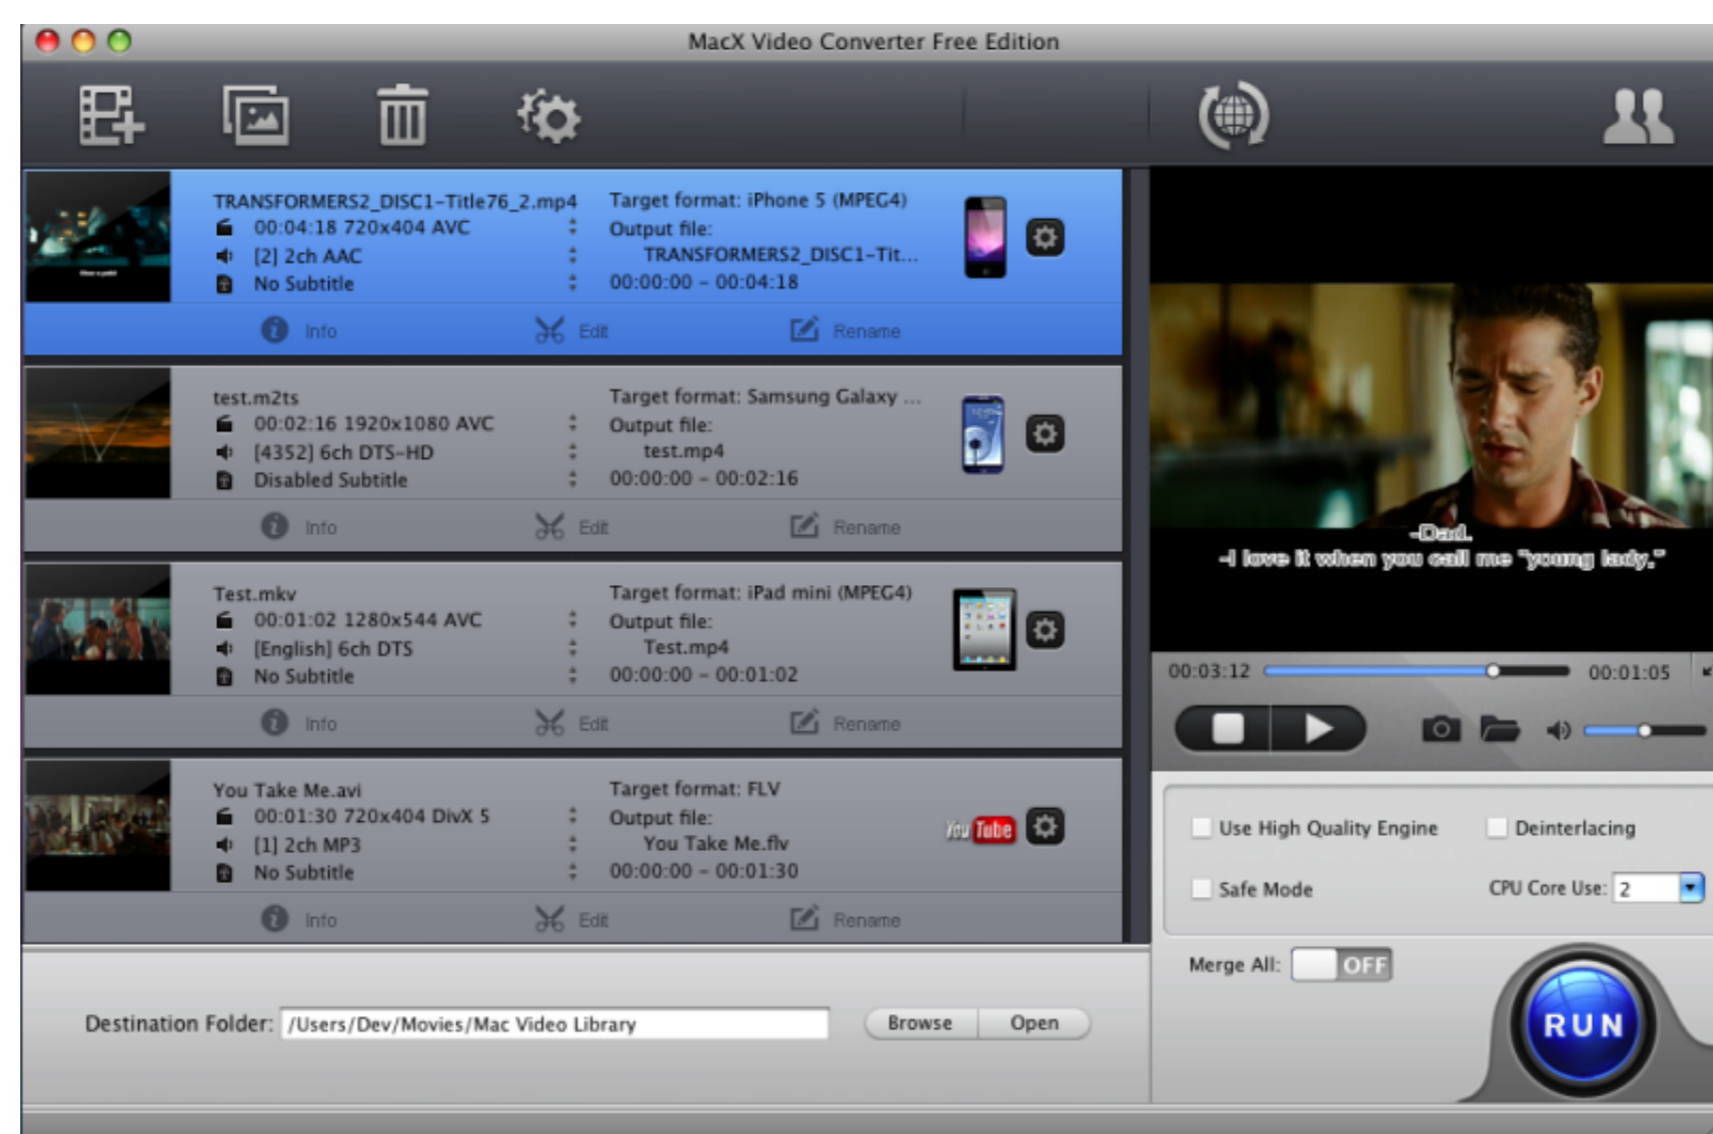 MacX Video Converter Free Edition
TRANSFORMERS2_DISC1-Title76_2.mp4
00:04:18 720x404 AVC
[2] 2ch AAC
No Subtitle
Target format: iPhone 5 (MPEG4)
Output file:
TRANSFORMERS2_DISC1-Tit...
00:00:00 - 00:04:18
Info
Edit
Rename
test.m2ts
00:02:16 1920x1080 AVC
[4352] 6ch DTS-HD
Disabled Subtitle
Target format: Samsung Galaxy ...
Output file:
test.mp4
00:00:00 - 00:02:16
Info
Edit
Rename
Test.mkv
00:01:02 1280x544 AVC
[English] 6ch DTS
No Subtitle
Target format: iPad mini (MPEG4)
Output file:
Test.mp4
00:00:00 - 00:01:02
Info
Edit
Rename
You Take Me.avi
00:01:30 720x404 DivX 5
[1] 2ch MP3
No Subtitle
Target format: FLV
Output file:
You Take Me.flv
00:00:00 - 00:01:30
You Tube
Info
Edit
Rename
Destination Folder: /Users/Dev/Movies/Mac Video Library
Browse
Open
-Dad.
-I love it when you call me "young lady."
00:03:12
00:01:05
Use High Quality Engine
Deinterlacing
Safe Mode
CPU Core Use: 2
Merge All: OFF
RUN